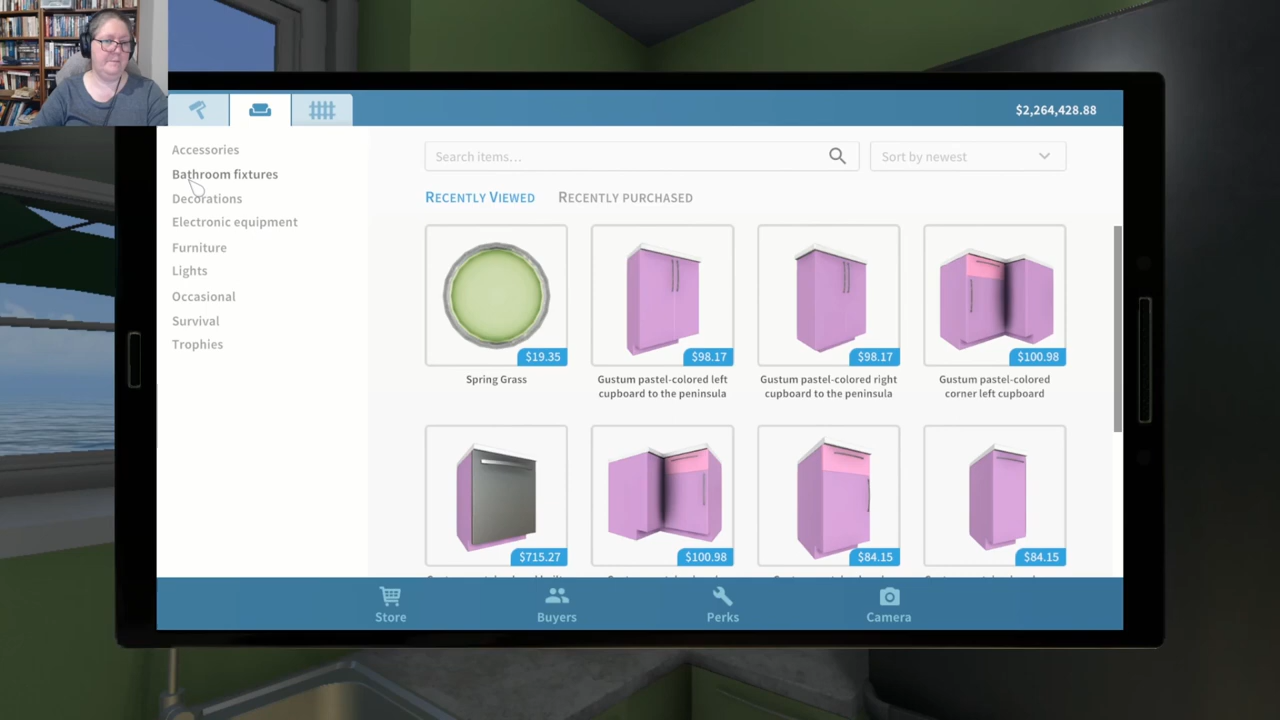 $2,264,428.88
Accessories
Bathroom fixtures
Decorations
Electronic equipment
Furniture
Lights
Occasional
Survival
Trophies
Search items...
Sort by newest
RECENTLY VIEWED
RECENTLY PURCHASED
$19.35
$98.17
$98.17
$100.98
Spring Grass
Gustum pastel-colored left
cupboard to the peninsula
Gustum pastel-colored right
cupboard to the peninsula
Gustum pastel-colored
corner left cupboard
$715.27
$100.98
$84.15
$84.15
Store
Buyers
Perks
Camera